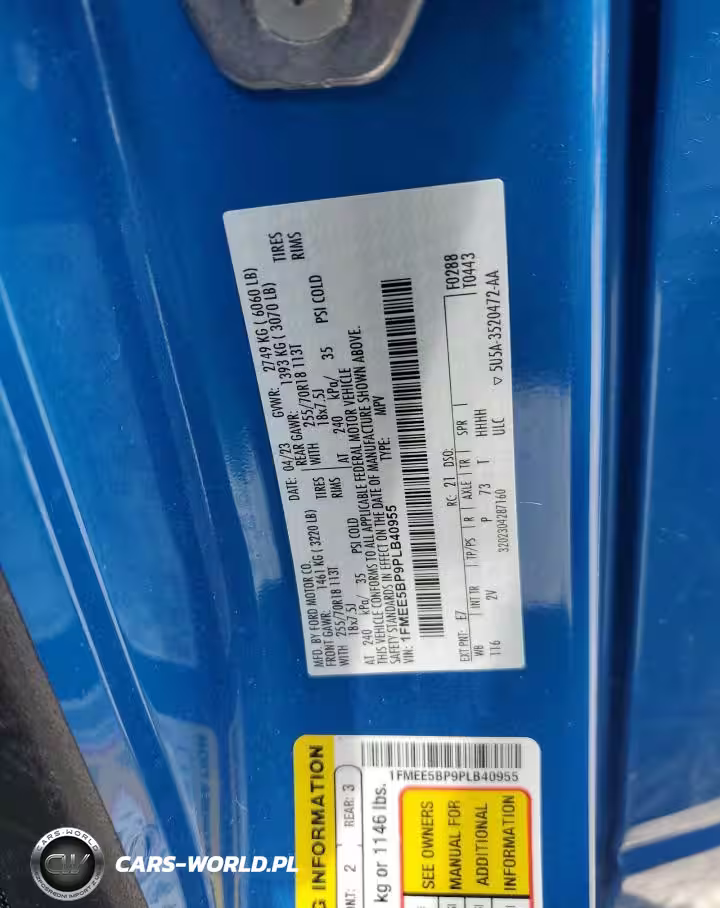 MFD. BY FORD MOTOR CO. DATE: 04/23 GVWR: 2749 KG ( 6060 LB)
FRONT GAWR: 1461 KG ( 3220 LB) REAR GAWR: 1393 KG ( 3070 LB)
WITH 255/70R18 113T TIRES WITH 255/70R18 113T TIRES
18x7.5J RIMS 18x7.5J RIMS
AT 240 kPa/ 35 PSI COLD AT 240 kPa/ 35 PSI COLD
THIS VEHICLE CONFORMS TO ALL APPLICABLE FEDERAL MOTOR VEHICLE
SAFETY STANDARDS IN EFFECT ON THE DATE OF MANUFACTURE SHOWN ABOVE.
VIN: 1FMEE5BP9PLB40955 TYPE: MPV
F0288
T0443
EXT PNT: E7 RC: 21 DSO:
WB INT TR TP/PS R AXLE TR SPR
116 2V P 73 T HHHH
ULC
3202304287160 5U5A-3520472-AA
G INFORMATION
2 REAR: 3
kg or 1146 lbs.
1FMEE5BP9PLB40955
SEE OWNERS
MANUAL FOR
ADDITIONAL
INFORMATION
CARS-WORLD
CW
CARS-WORLD.PL